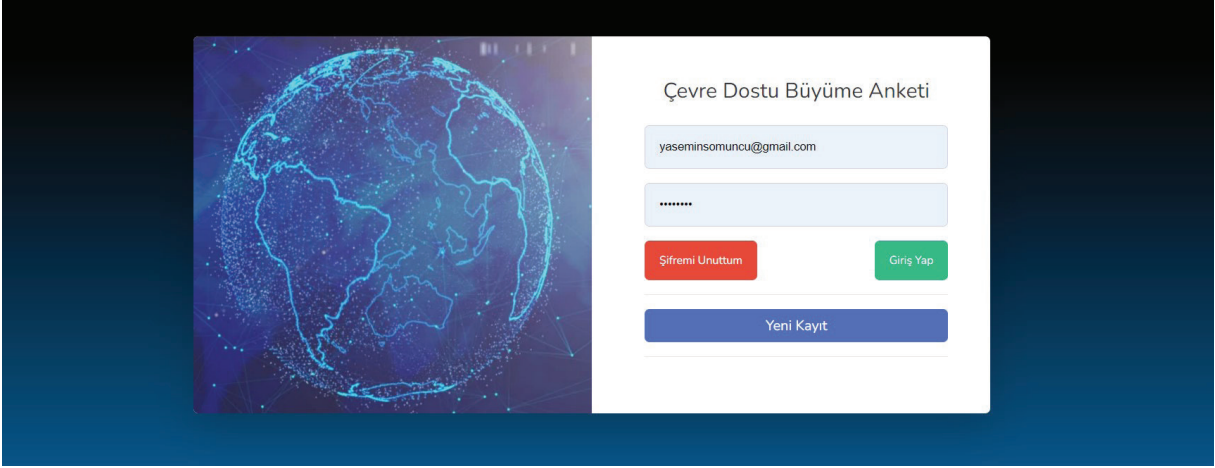 Çevre Dostu Büyüme Anketi
yaseminsomuncu@gmail.com
••••••••
Şifremi Unuttum
Giriş Yap
Yeni Kayıt